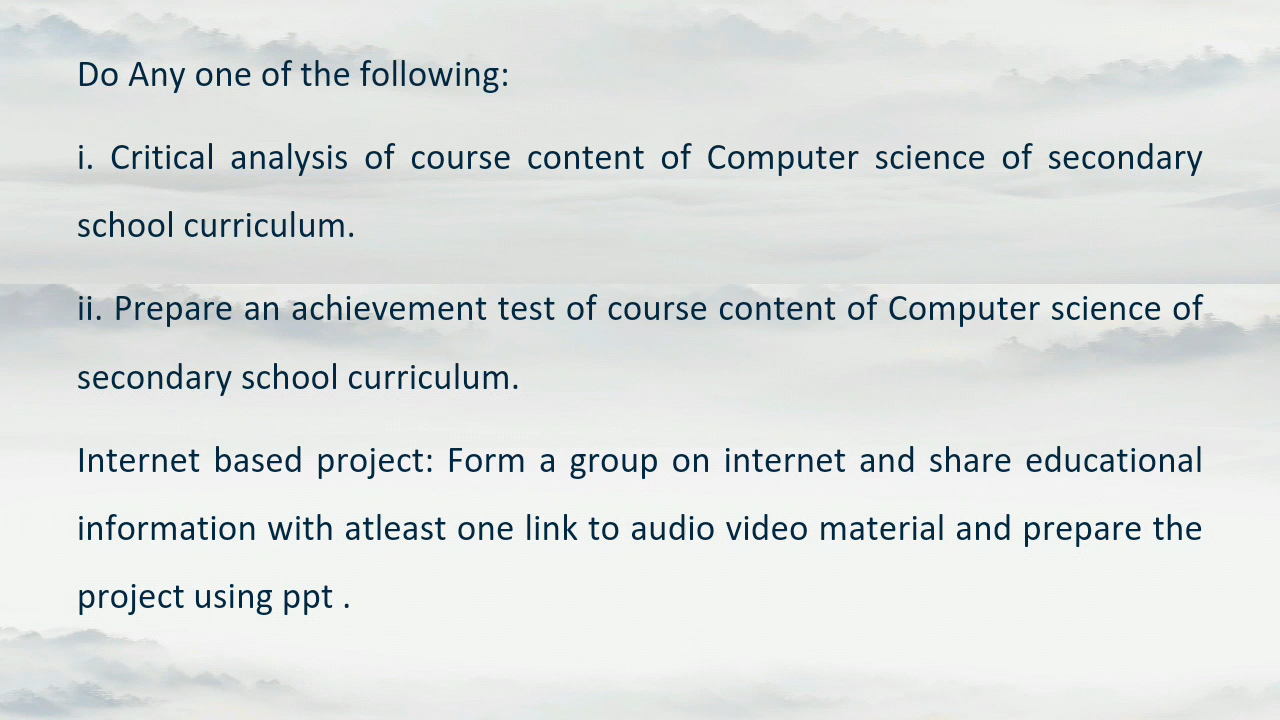 Do Any one of the following:
i. Critical analysis of course content of Computer science of secondary
school curriculum.
ii. Prepare an achievement test of course content of Computer science of
secondary school curriculum.
Internet based project: Form a group on internet and share educational
information with atleast one link to audio video material and prepare the
project using ppt .